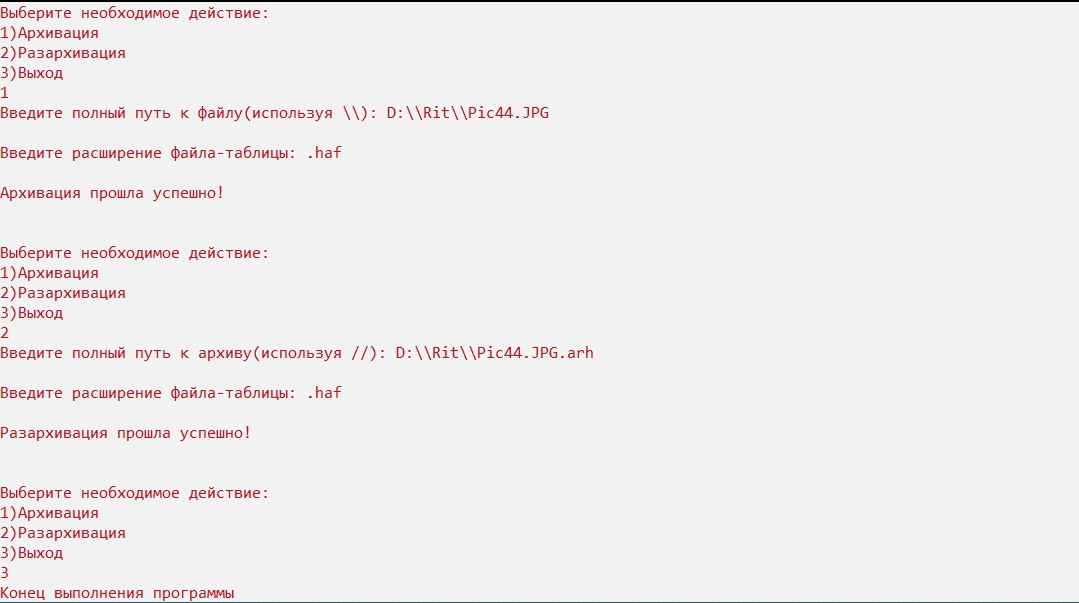 Выберите необходимое действие:
1)Архивация
2)Разархивация
3)Выход
1
Введите полный путь к файлу(используя \\): D:\\Rit\\Pic44.JPG
Введите расширение файла-таблицы: .haf
Архивация прошла успешно!
Выберите необходимое действие:
1)Архивация
2)Разархивация
3)Выход
2
Введите полный путь к архиву(используя //): D:\\Rit\\Pic44.JPG.arh
Введите расширение файла-таблицы: .haf
Разархивация прошла успешно!
Выберите необходимое действие:
1)Архивация
2)Разархивация
3)Выход
3
Конец выполнения программы